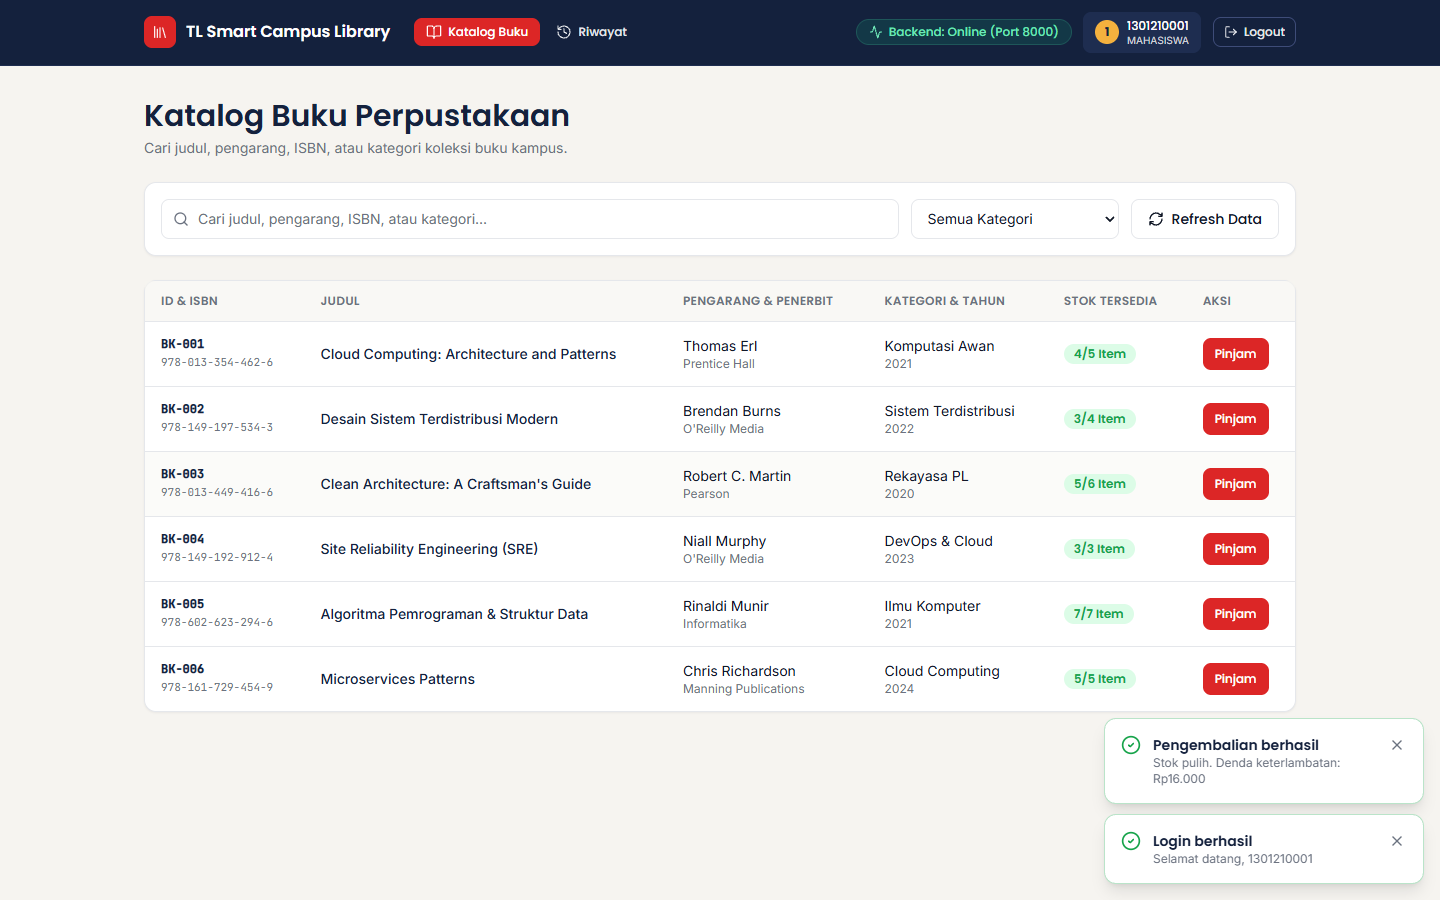 TL Smart Campus Library
Katalog Buku
Riwayat
Backend: Online (Port 8000)
1
1301210001
MAHASISWA
Logout
Katalog Buku Perpustakaan
Cari judul, pengarang, ISBN, atau kategori koleksi buku kampus.
Cari judul, pengarang, ISBN, atau kategori...
Semua Kategori
Refresh Data
ID & ISBN JUDUL PENGARANG & PENERBIT KATEGORI & TAHUN STOK TERSEDIA AKSI
BK-001
978-013-354-462-6
Cloud Computing: Architecture and Patterns
Thomas Erl
Prentice Hall
Komputasi Awan
2021
4/5 Item
Pinjam
BK-002
978-149-197-534-3
Desain Sistem Terdistribusi Modern
Brendan Burns
O'Reilly Media
Sistem Terdistribusi
2022
3/4 Item
Pinjam
BK-003
978-013-449-416-6
Clean Architecture: A Craftsman's Guide
Robert C. Martin
Pearson
Rekayasa PL
2020
5/6 Item
Pinjam
BK-004
978-149-192-912-4
Site Reliability Engineering (SRE)
Niall Murphy
O'Reilly Media
DevOps & Cloud
2023
3/3 Item
Pinjam
BK-005
978-602-623-294-6
Algoritma Pemrograman & Struktur Data
Rinaldi Munir
Informatika
Ilmu Komputer
2021
7/7 Item
Pinjam
BK-006
978-161-729-454-9
Microservices Patterns
Chris Richardson
Manning Publications
Cloud Computing
2024
5/5 Item
Pinjam
Pengembalian berhasil
Stok pulih. Denda keterlambatan:
Rp16.000
Login berhasil
Selamat datang, 1301210001